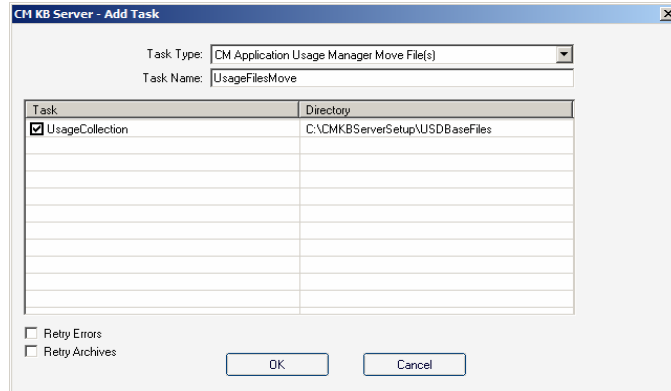 CM KB Server - Add Task
Task Type: CM Application Usage Manager Move File(s)
Task Name: UsageFilesMove
Task Directory
UsageCollection C:\CMKBServerSetup\USDBaseFiles
Retry Errors
Retry Archives
OK Cancel